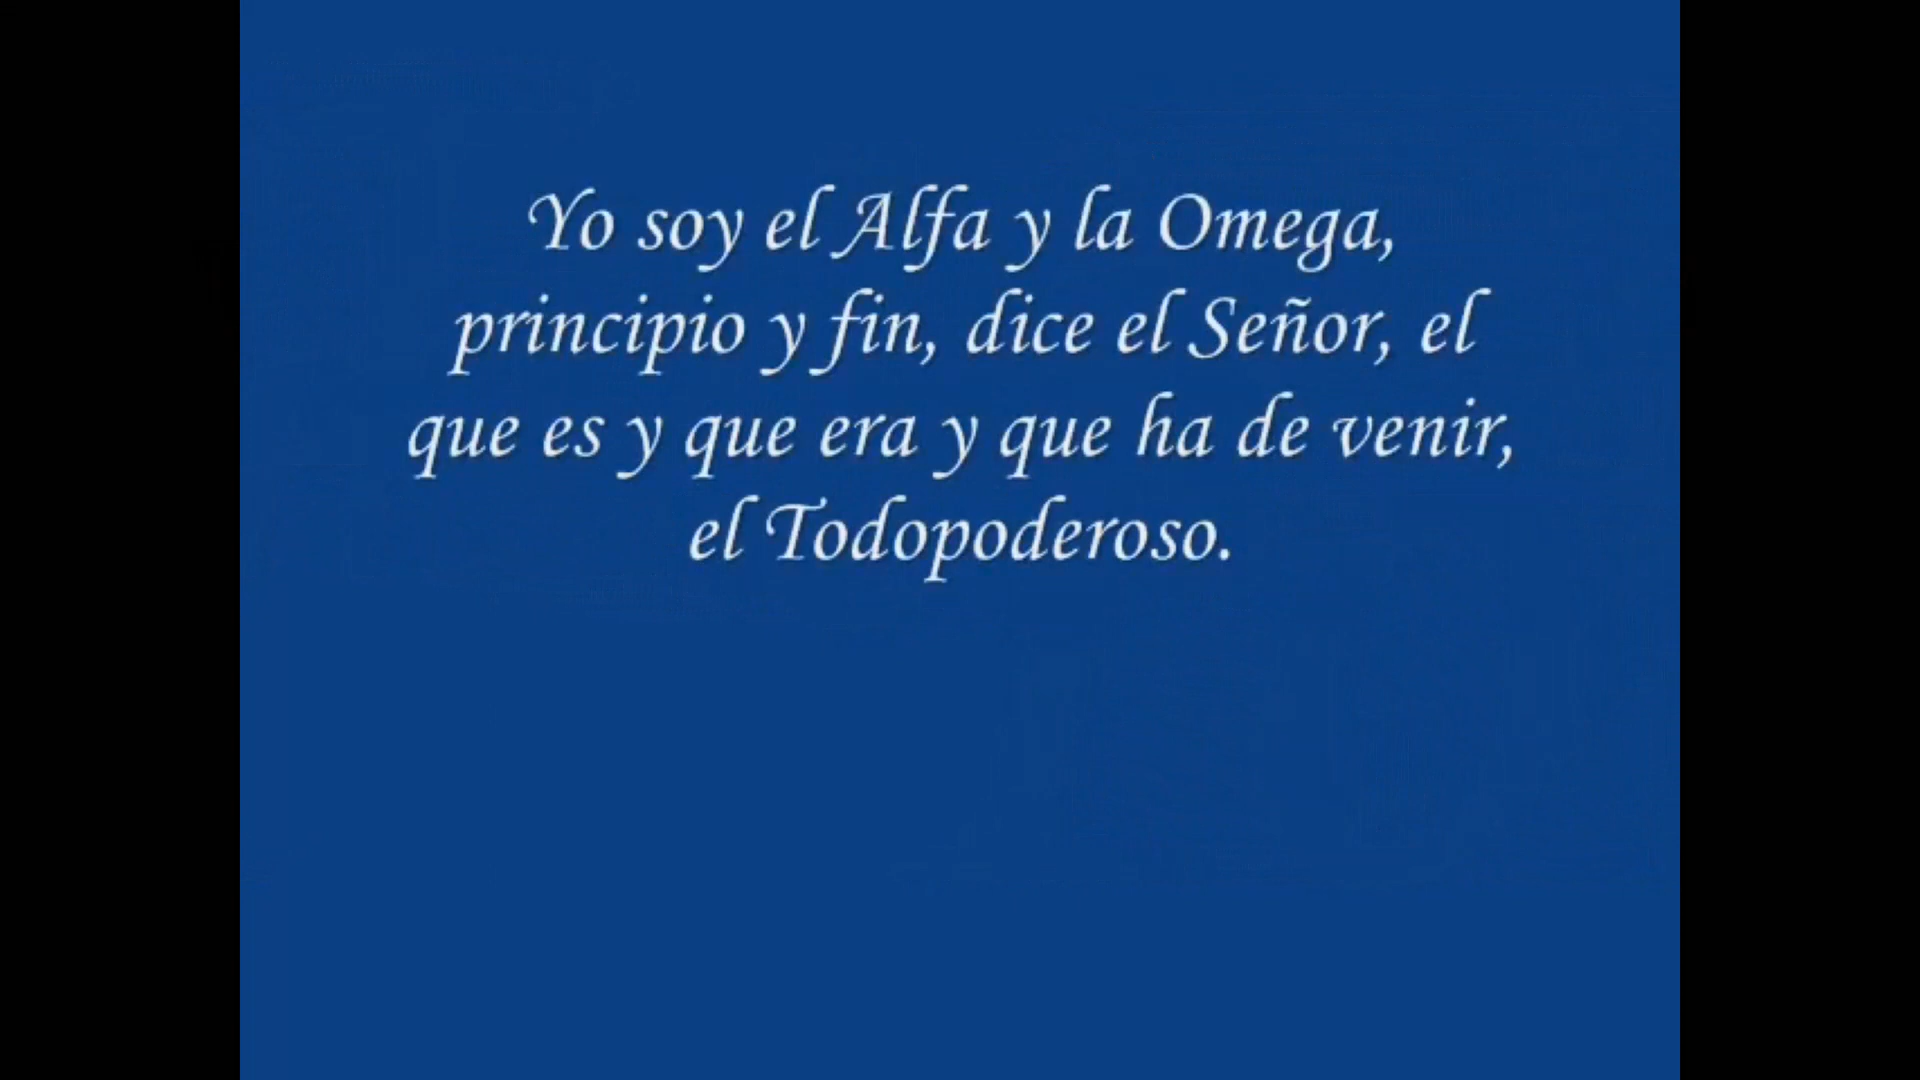 Yo soy el Alfa y la Omega,
principio y fin, dice el Señor, el
que es y que era y que ha de venir,
el Todopoderoso.